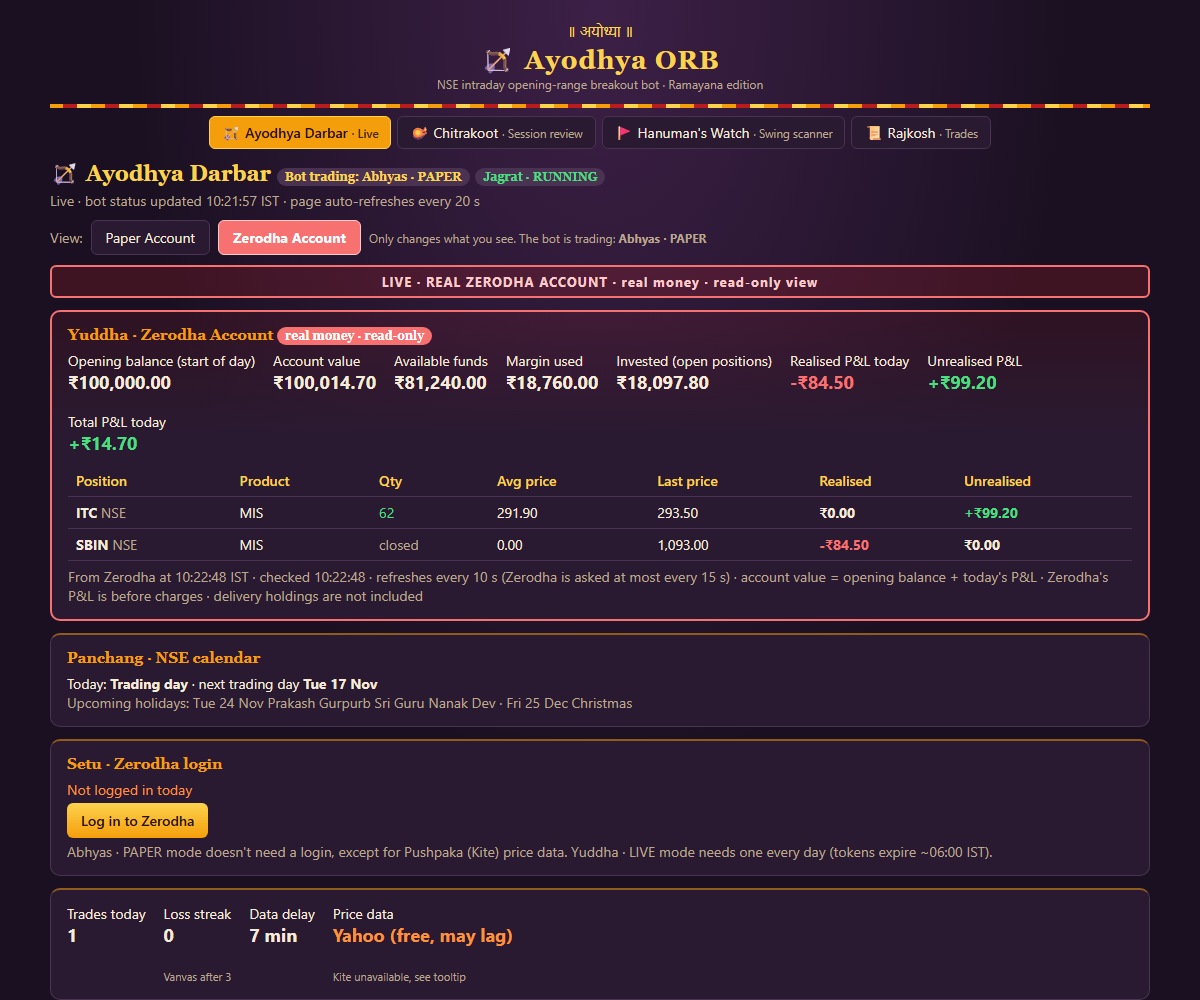 ॥ अयोध्या ॥
Ayodhya ORB
NSE intraday opening-range breakout bot · Ramayana edition
Ayodhya Darbar · Live
Chitrakoot · Session review
Hanuman's Watch · Swing scanner
Rajkosh · Trades
Ayodhya Darbar Bot trading: Abhyas · PAPER Jagrat · RUNNING
Live · bot status updated 10:21:57 IST · page auto-refreshes every 20 s
View: Paper Account Zerodha Account Only changes what you see. The bot is trading: Abhyas · PAPER
LIVE · REAL ZERODHA ACCOUNT · real money · read-only view
Yuddha · Zerodha Account real money · read-only
Opening balance (start of day) Account value Available funds Margin used Invested (open positions) Realised P&L today Unrealised P&L
₹100,000.00 ₹100,014.70 ₹81,240.00 ₹18,760.00 ₹18,097.80 -₹84.50 +₹99.20
Total P&L today
+₹14.70
Position Product Qty Avg price Last price Realised Unrealised
ITC NSE MIS 62 291.90 293.50 ₹0.00 +₹99.20
SBIN NSE MIS closed 0.00 1,093.00 -₹84.50 ₹0.00
From Zerodha at 10:22:48 IST · checked 10:22:48 · refreshes every 10 s (Zerodha is asked at most every 15 s) · account value = opening balance + today's P&L · Zerodha's
P&L is before charges · delivery holdings are not included
Panchang · NSE calendar
Today: Trading day · next trading day Tue 17 Nov
Upcoming holidays: Tue 24 Nov Prakash Gurpurb Sri Guru Nanak Dev · Fri 25 Dec Christmas
Setu · Zerodha login
Not logged in today
Log in to Zerodha
Abhyas · PAPER mode doesn't need a login, except for Pushpaka (Kite) price data. Yuddha · LIVE mode needs one every day (tokens expire ~06:00 IST).
Trades today Loss streak Data delay Price data
1 0 7 min Yahoo (free, may lag)
Vanvas after 3 Kite unavailable, see tooltip